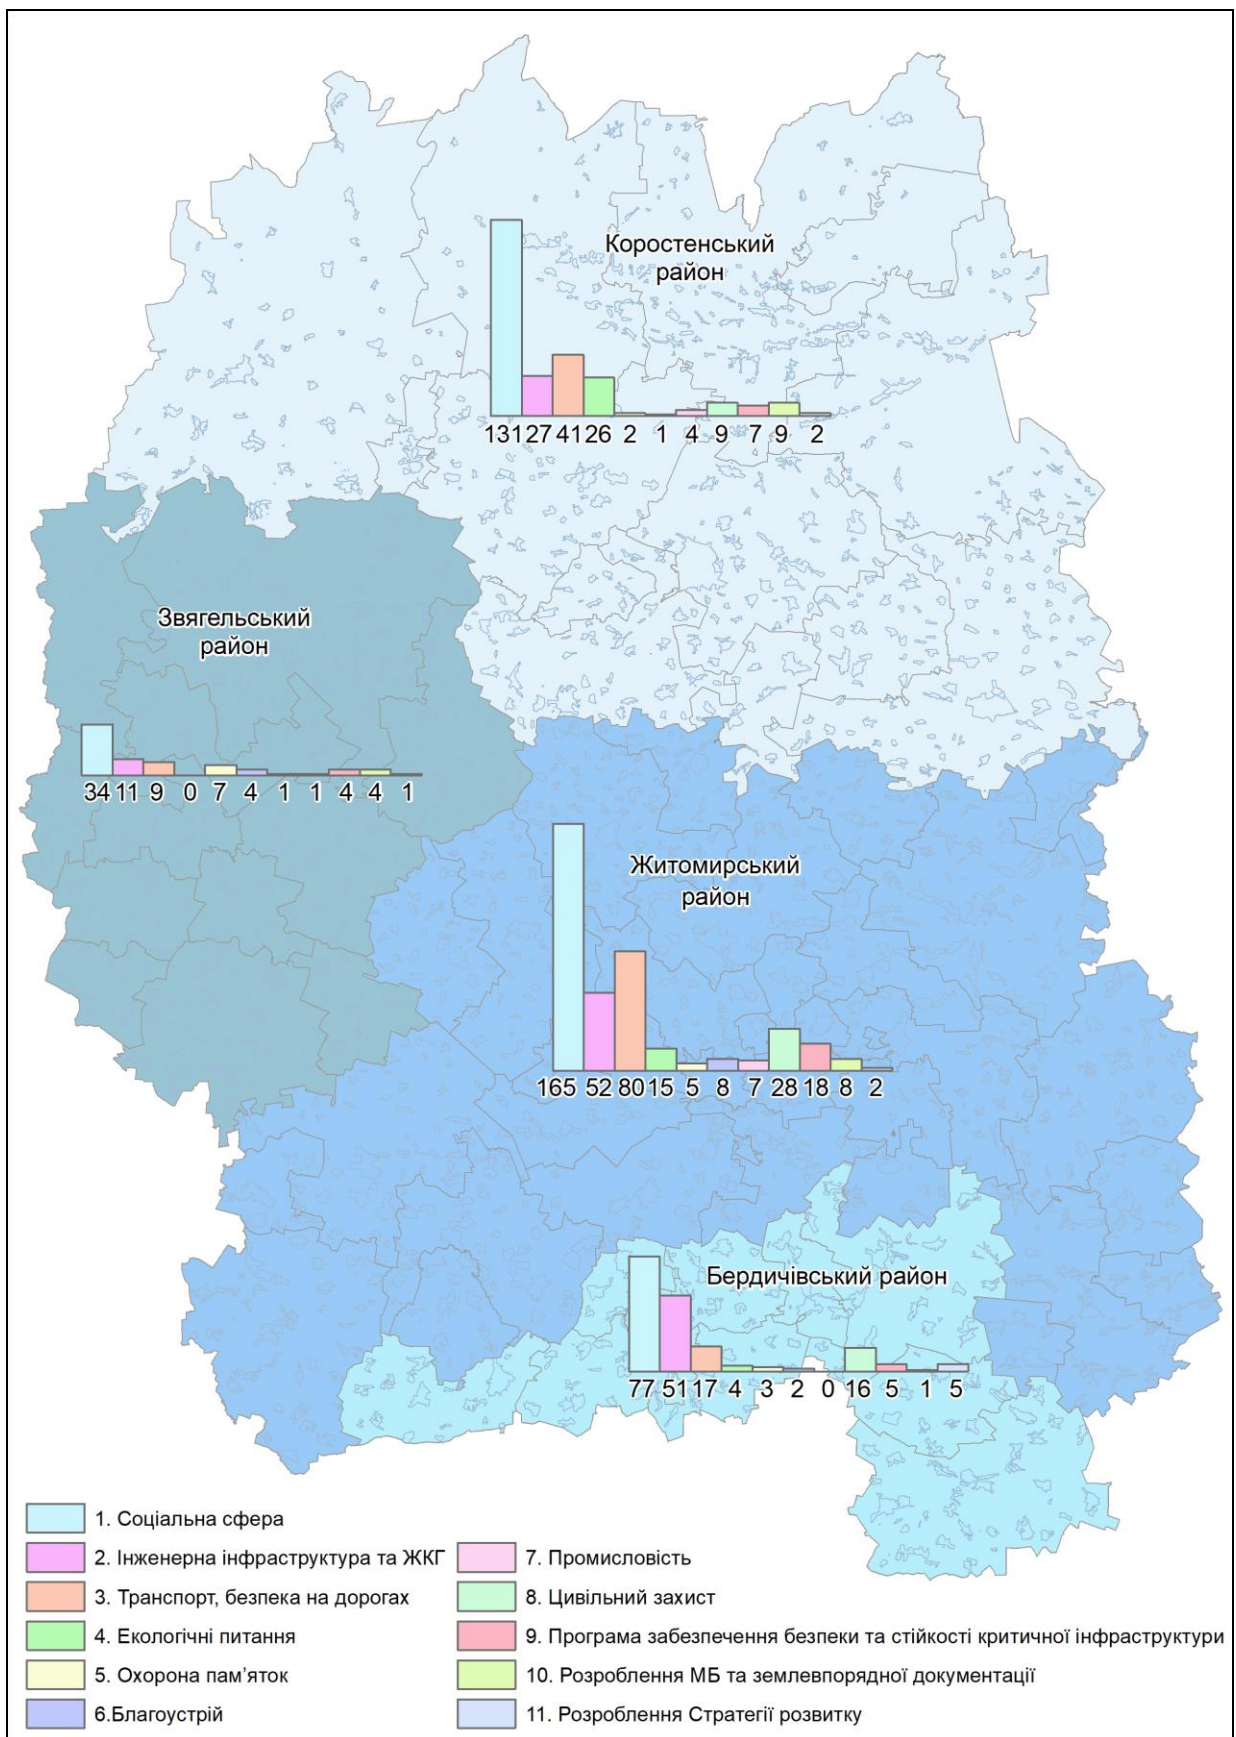 Коростенський
район
131 27 41 26 2 1 4 9 7 9 2
Звягельський
район
34 11 9 0 7 4 1 1 4 4 1
Житомирський
район
165 52 80 15 5 8 7 28 18 8 2
Бердичівський район
77 51 17 4 3 2 0 16 5 1 5
1. Соціальна сфера
2. Інженерна інфраструктура та ЖКГ
3. Транспорт, безпека на дорогах
4. Екологічні питання
5. Охорона пам'яток
6.Благоустрій
7. Промисловість
8. Цивільний захист
9. Програма забезпечення безпеки та стійкості критичної інфраструктури
10. Розроблення МБ та землевпорядної документації
11. Розроблення Стратегії розвитку